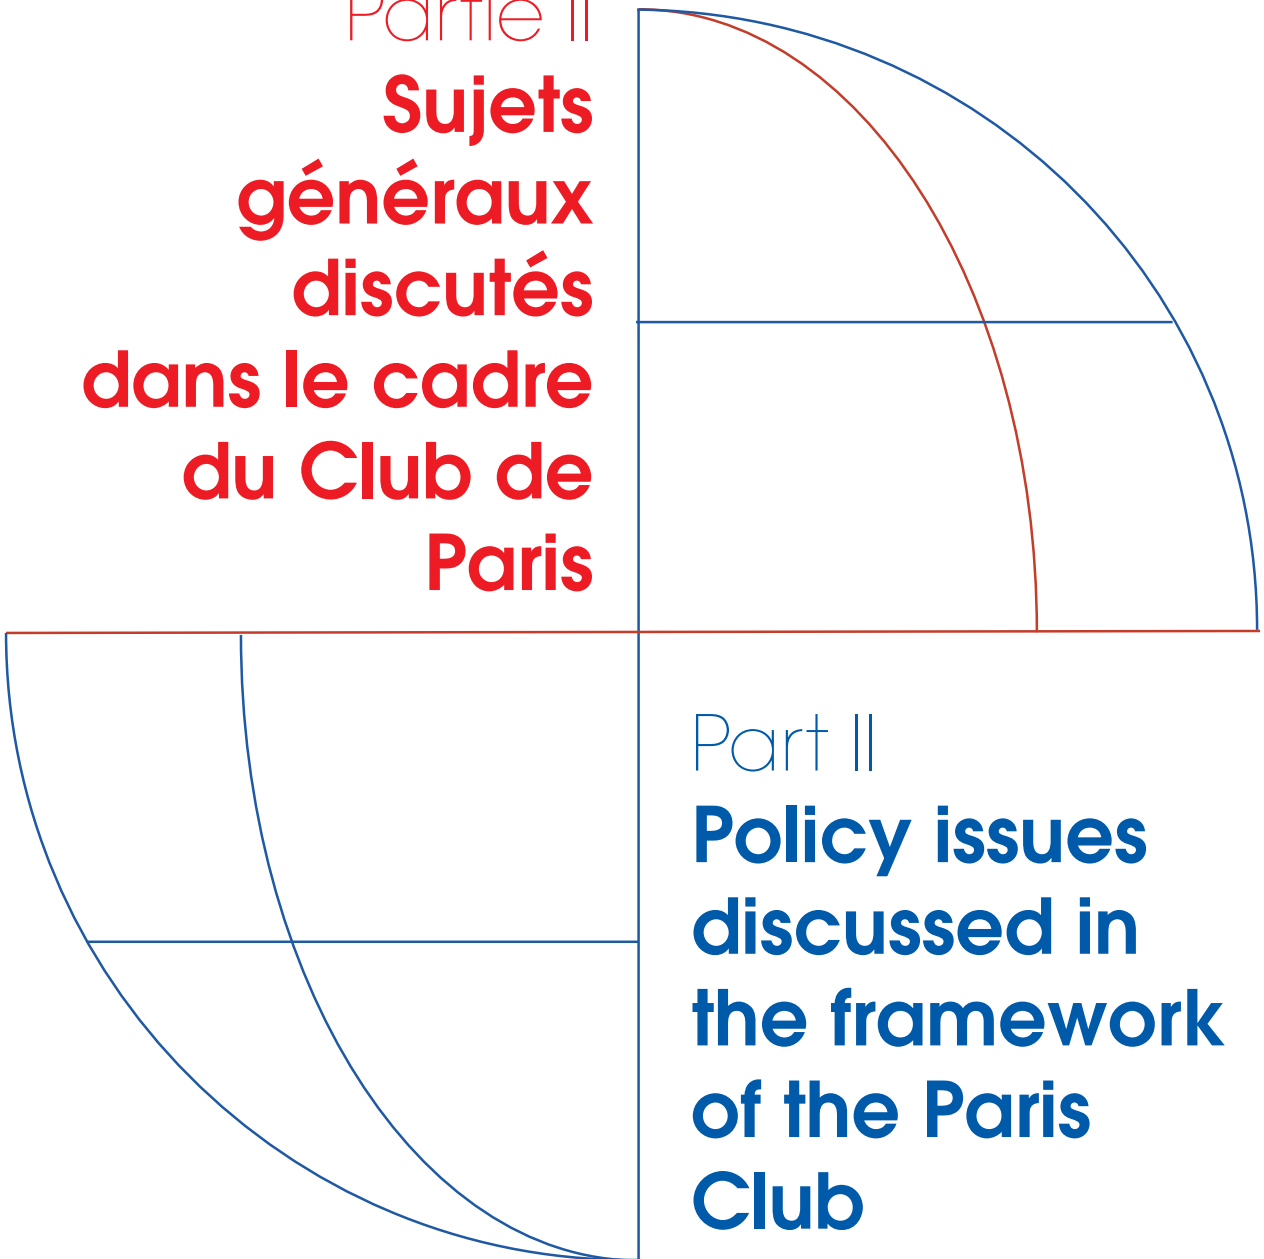 Partie II
Sujets
généraux
discutés
dans le cadre
du Club de
Paris
Part II
Policy issues
discussed in
the framework
of the Paris
Club